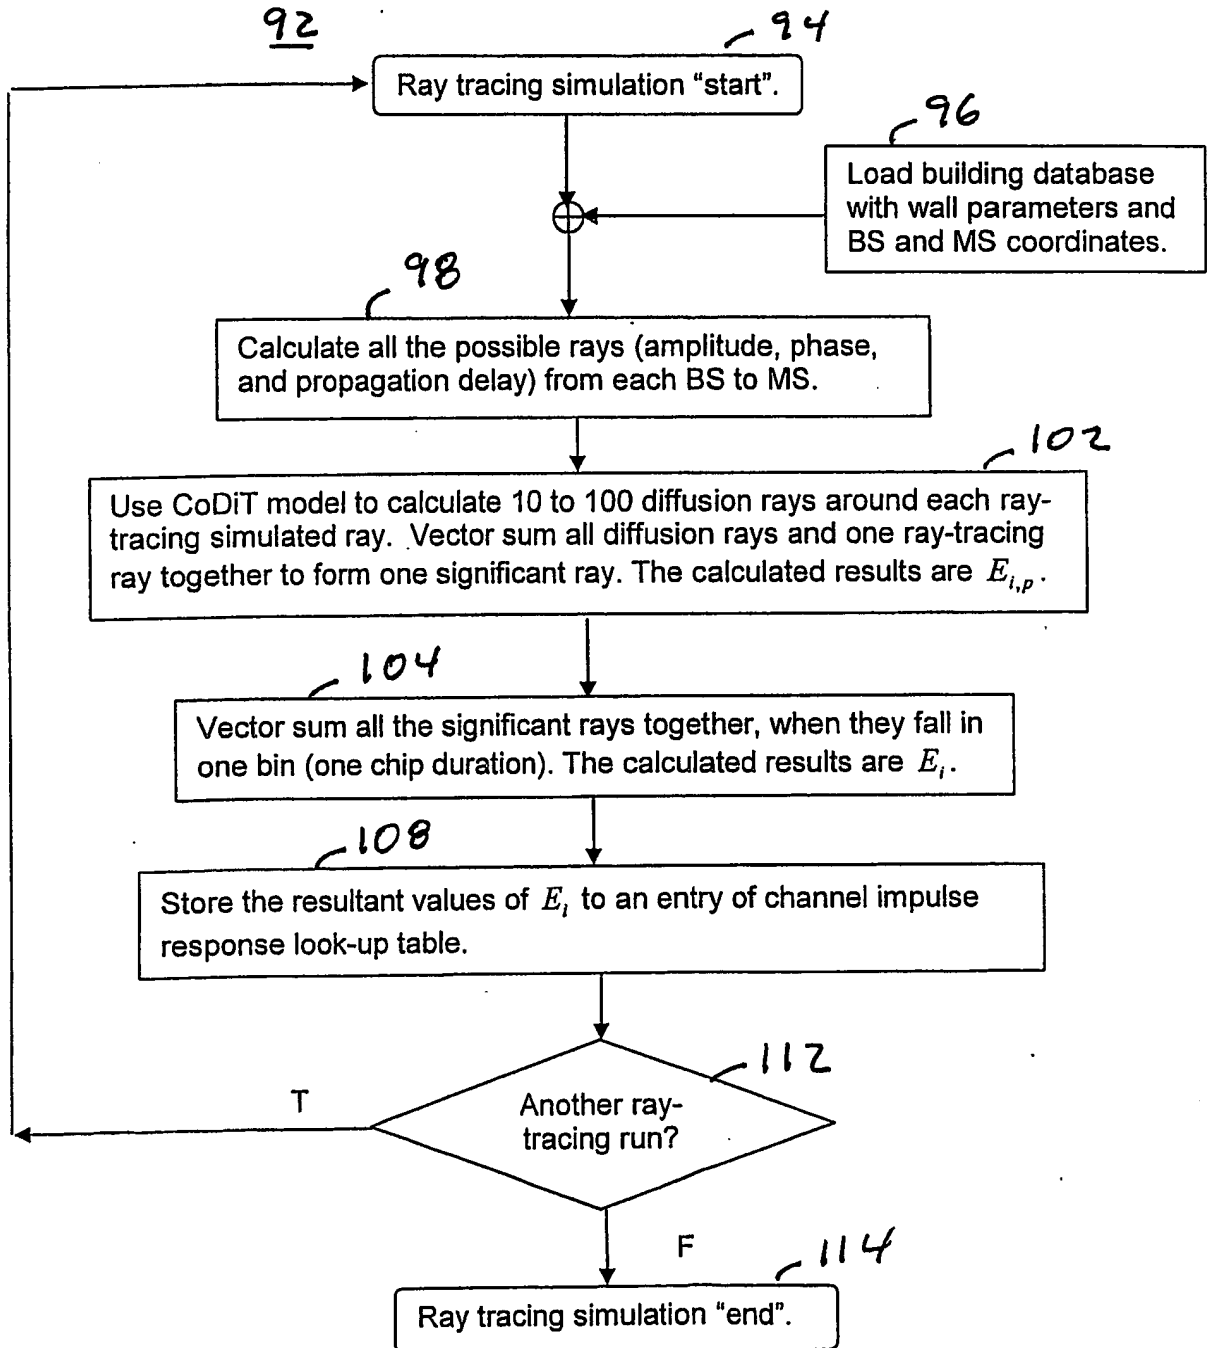 92
94
Ray tracing simulation “start”.
96
Load building database
with wall parameters and
BS and MS coordinates.
98
Calculate all the possible rays (amplitude, phase,
and propagation delay) from each BS to MS.
102
Use CoDiT model to calculate 10 to 100 diffusion rays around each ray-
tracing simulated ray. Vector sum all diffusion rays and one ray-tracing
ray together to form one significant ray. The calculated results are E_{i,p}.
104
Vector sum all the significant rays together, when they fall in
one bin (one chip duration). The calculated results are E_i.
108
Store the resultant values of E_i to an entry of channel impulse
response look-up table.
112
T
Another ray-
tracing run?
F
114
Ray tracing simulation “end”.